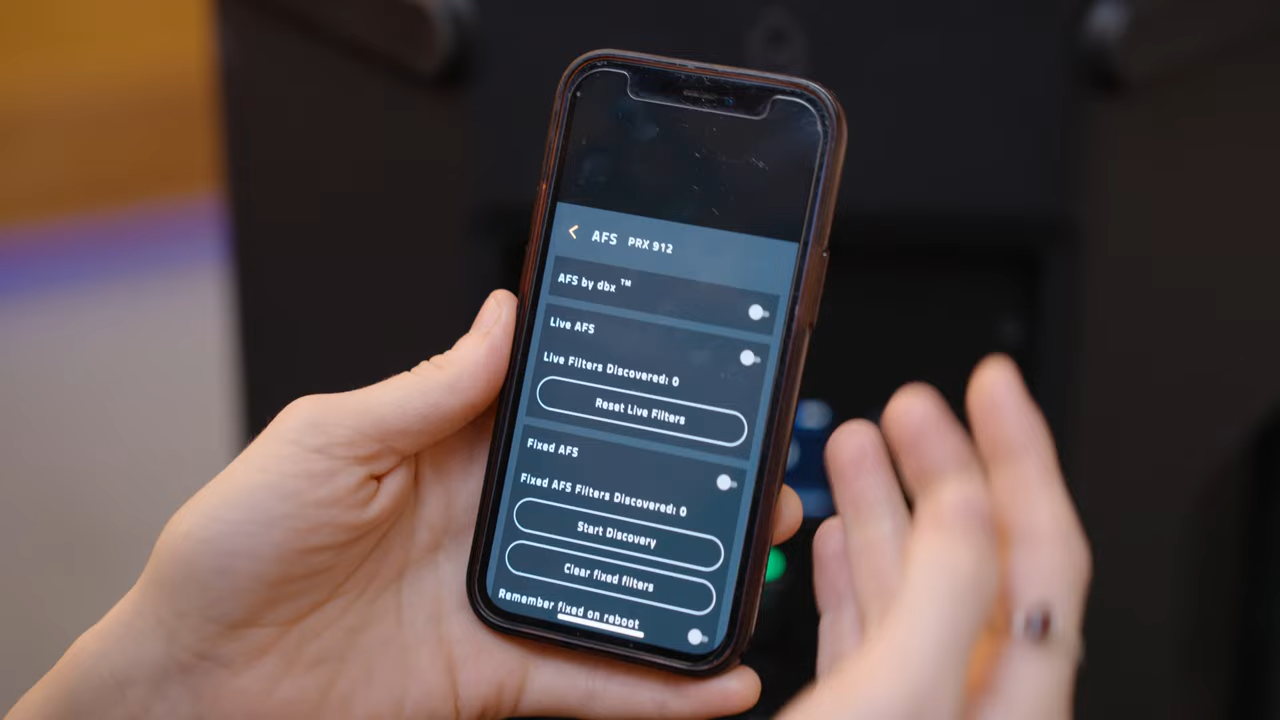 AFS PRX 912
AFS by dbx ™
Live AFS
Live Filters Discovered: 0
Reset Live Filters
Fixed AFS
Fixed AFS Filters Discovered: 0
Start Discovery
Clear fixed filters
Remember fixed on reboot